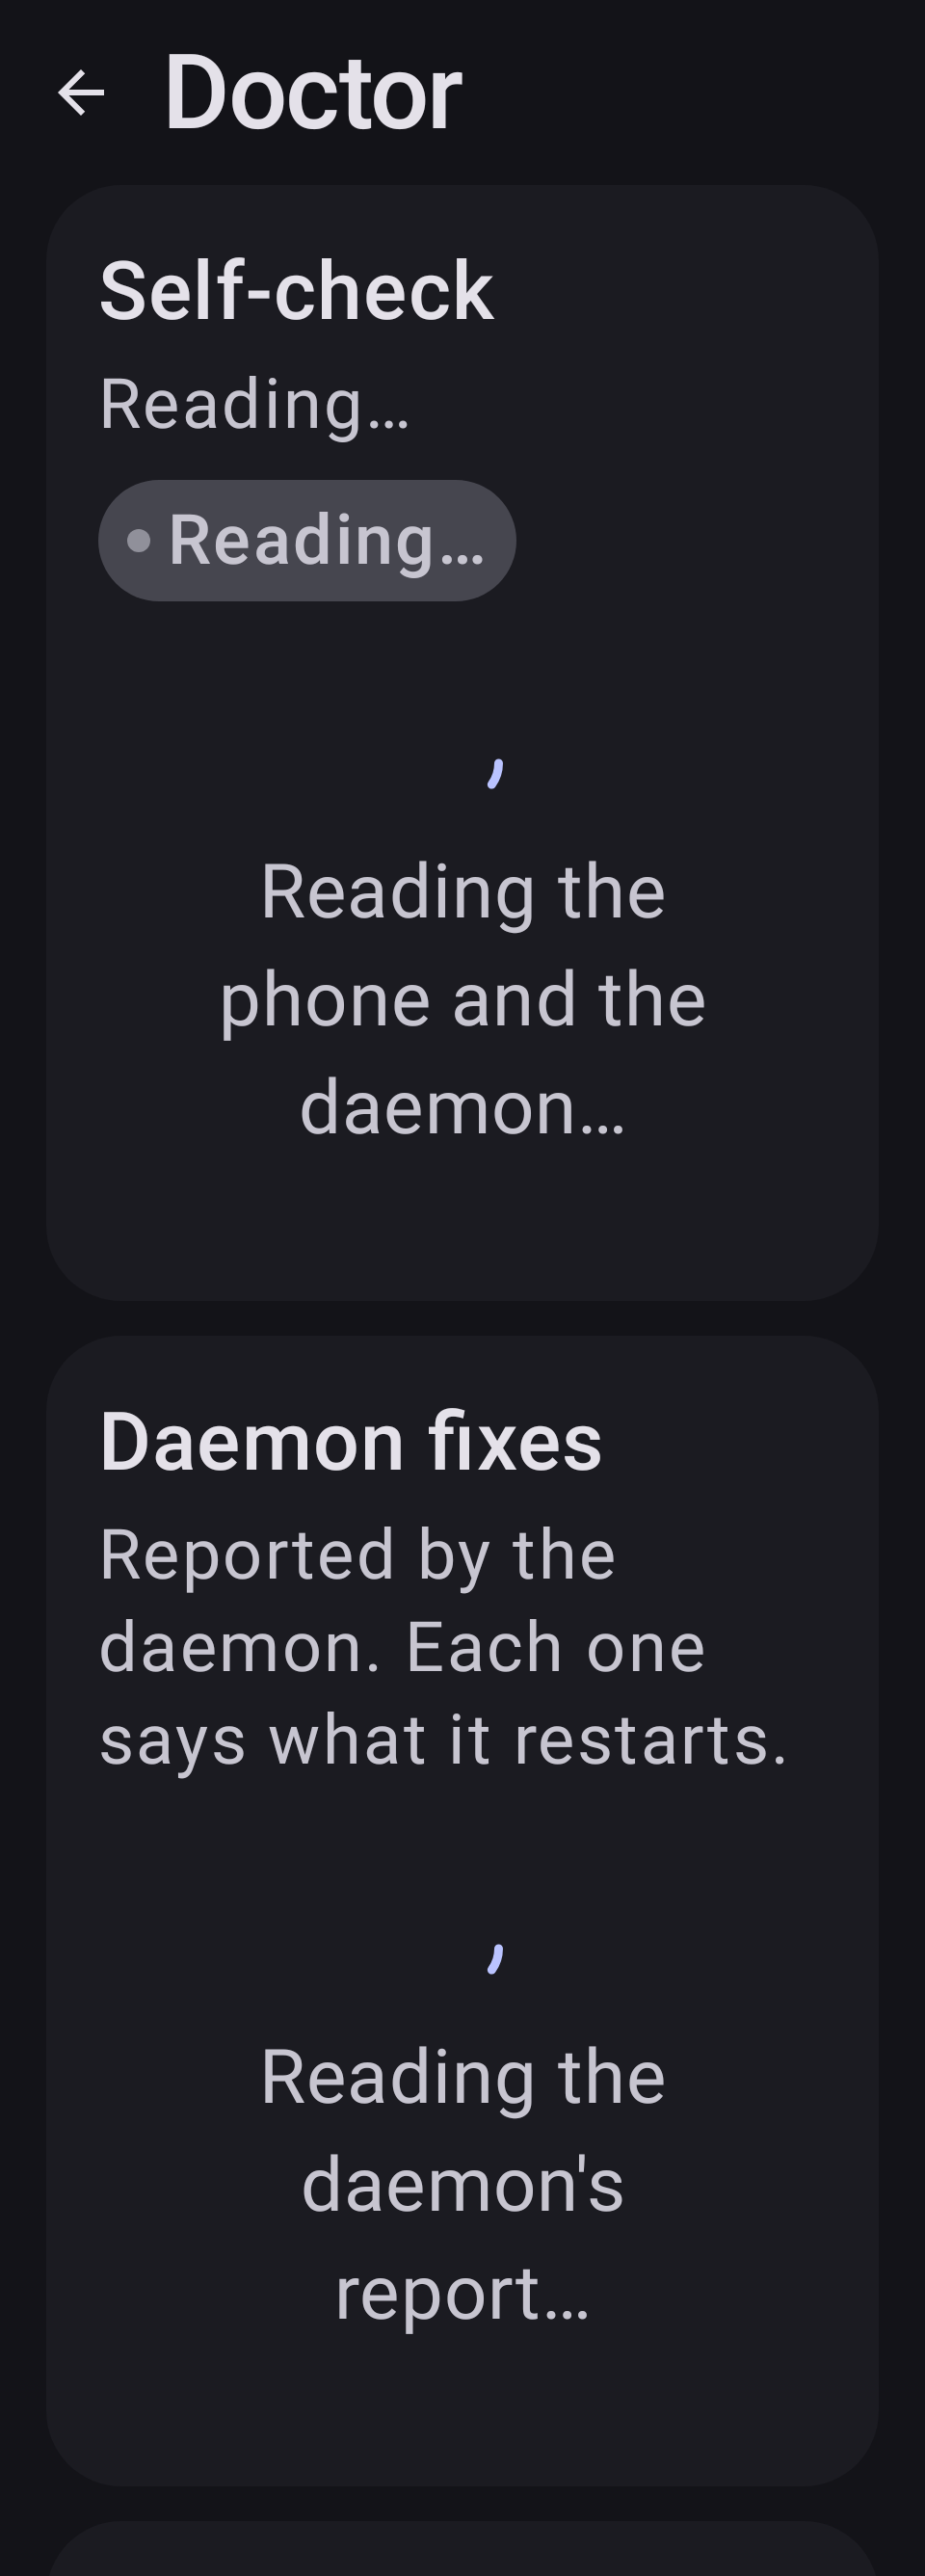 Doctor
Self-check
Reading…
Reading…
Reading the
phone and the
daemon…
Daemon fixes
Reported by the
daemon. Each one
says what it restarts.
Reading the
daemon's
report…